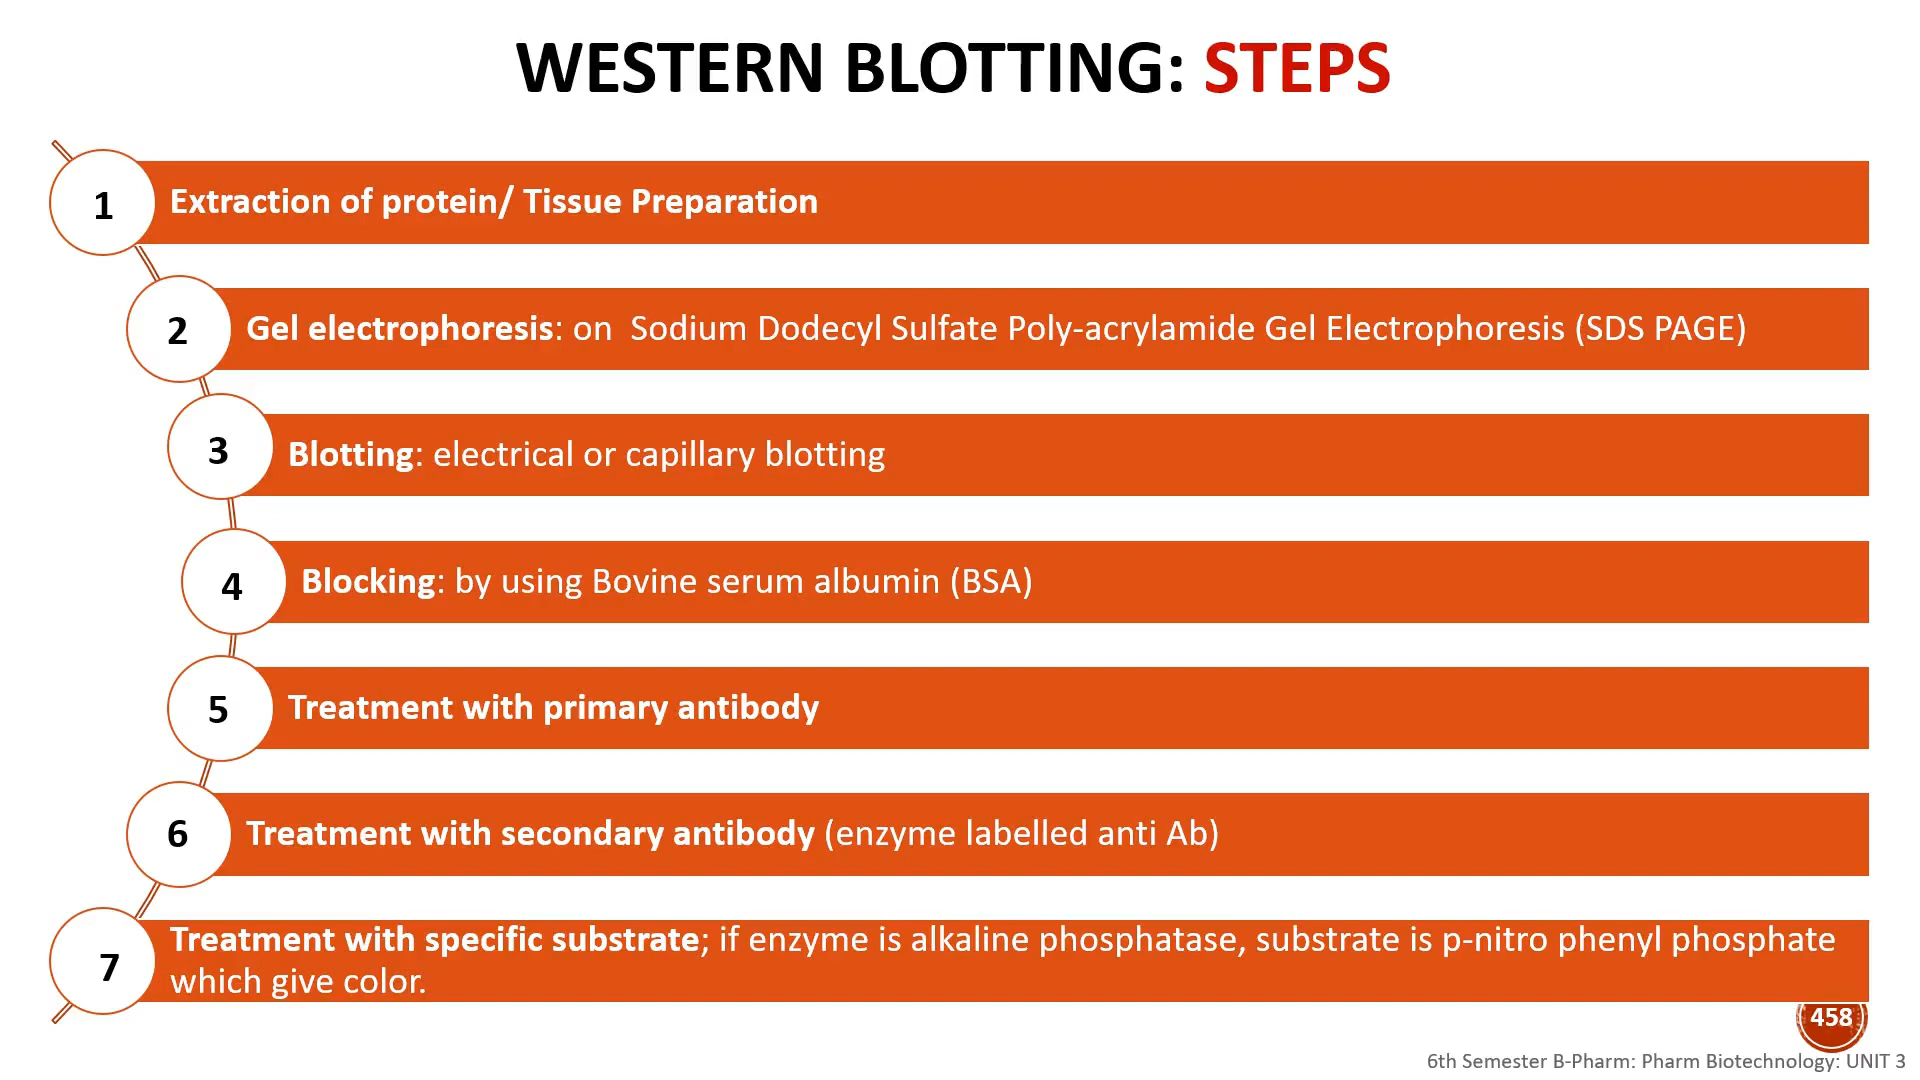 WESTERN BLOTTING: STEPS
1
Extraction of protein/ Tissue Preparation
2
Gel electrophoresis: on  Sodium Dodecyl Sulfate Poly-acrylamide Gel Electrophoresis (SDS PAGE)
3
Blotting: electrical or capillary blotting
4
Blocking: by using Bovine serum albumin (BSA)
5
Treatment with primary antibody
6
Treatment with secondary antibody (enzyme labelled anti Ab)
7
Treatment with specific substrate; if enzyme is alkaline phosphatase, substrate is p-nitro phenyl phosphate
which give color.
458
6th Semester B-Pharm: Pharm Biotechnology: UNIT 3